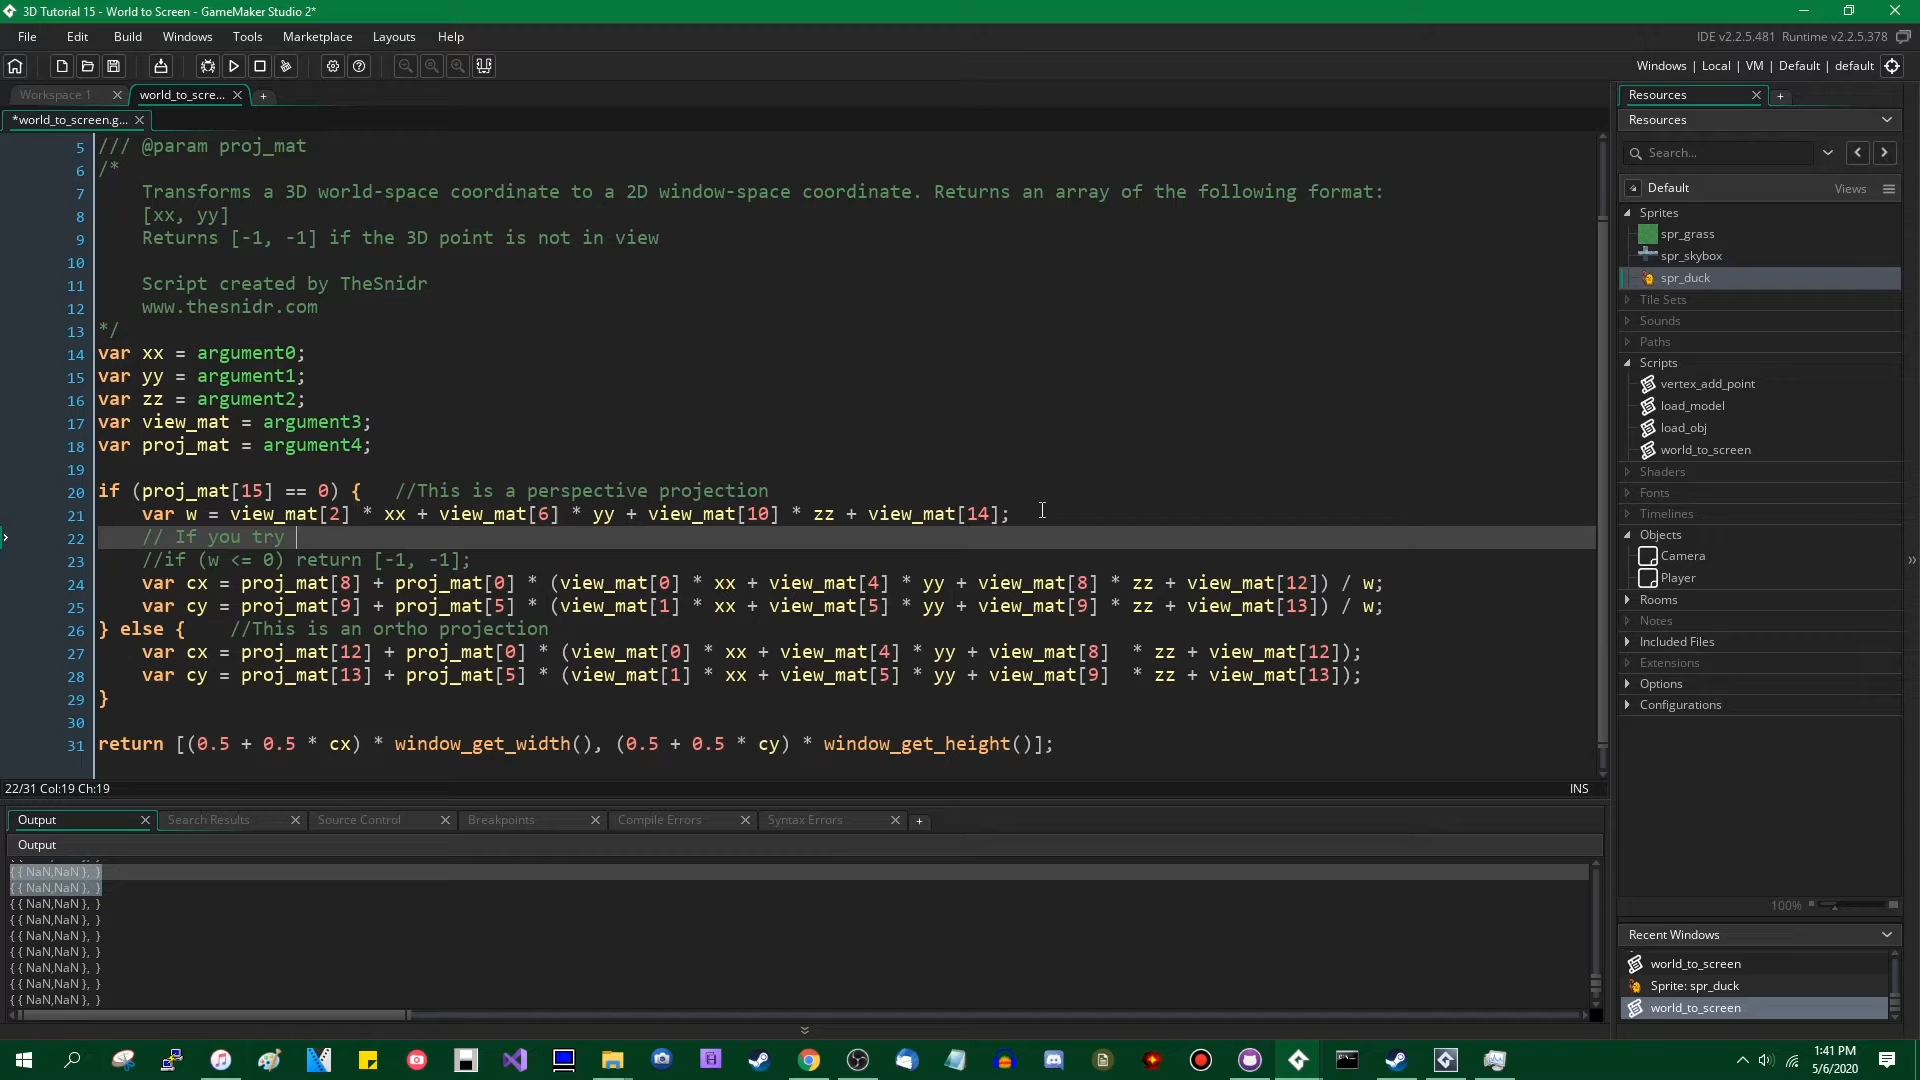 3D Tutorial 15 - World to Screen - GameMaker Studio 2*
File Edit Build Windows Tools Marketplace Layouts Help
IDE v2.2.5.481 Runtime v2.2.5.378
Windows | Local | VM | Default | default
Workspace 1
world_to_scre...
*world_to_screen.g...
5 /// @param proj_mat
6 /*
7 Transforms a 3D world-space coordinate to a 2D window-space coordinate. Returns an array of the following format:
8 [xx, yy]
9 Returns [-1, -1] if the 3D point is not in view
10
11 Script created by TheSnidr
12 www.thesnidr.com
13 */
14 var xx = argument0;
15 var yy = argument1;
16 var zz = argument2;
17 var view_mat = argument3;
18 var proj_mat = argument4;
19
20 if (proj_mat[15] == 0) { //This is a perspective projection
21 var w = view_mat[2] * xx + view_mat[6] * yy + view_mat[10] * zz + view_mat[14];
22 // If you try
23 //if (w <= 0) return [-1, -1];
24 var cx = proj_mat[8] + proj_mat[0] * (view_mat[0] * xx + view_mat[4] * yy + view_mat[8] * zz + view_mat[12]) / w;
25 var cy = proj_mat[9] + proj_mat[5] * (view_mat[1] * xx + view_mat[5] * yy + view_mat[9] * zz + view_mat[13]) / w;
26 } else { //This is an ortho projection
27 var cx = proj_mat[12] + proj_mat[0] * (view_mat[0] * xx + view_mat[4] * yy + view_mat[8] * zz + view_mat[12]);
28 var cy = proj_mat[13] + proj_mat[5] * (view_mat[1] * xx + view_mat[5] * yy + view_mat[9] * zz + view_mat[13]);
29 }
30
31 return [(0.5 + 0.5 * cx) * window_get_width(), (0.5 + 0.5 * cy) * window_get_height()];
22/31 Col:19 Ch:19
INS
Output Search Results Source Control Breakpoints Compile Errors Syntax Errors
Output
{ { NaN,NaN }, }
{ { NaN,NaN }, }
{ { NaN,NaN }, }
{ { NaN,NaN }, }
{ { NaN,NaN }, }
{ { NaN,NaN }, }
{ { NaN,NaN }, }
{ { NaN,NaN }, }
{ { NaN,NaN }, }
Resources
Resources
Search...
Default Views
Sprites
spr_grass
spr_skybox
spr_duck
Tile Sets
Sounds
Paths
Scripts
vertex_add_point
load_model
load_obj
world_to_screen
Shaders
Fonts
Timelines
Objects
Camera
Player
Rooms
Notes
Included Files
Extensions
Options
Configurations
100%
Recent Windows
world_to_screen
Sprite: spr_duck
world_to_screen
1:41 PM
5/6/2020